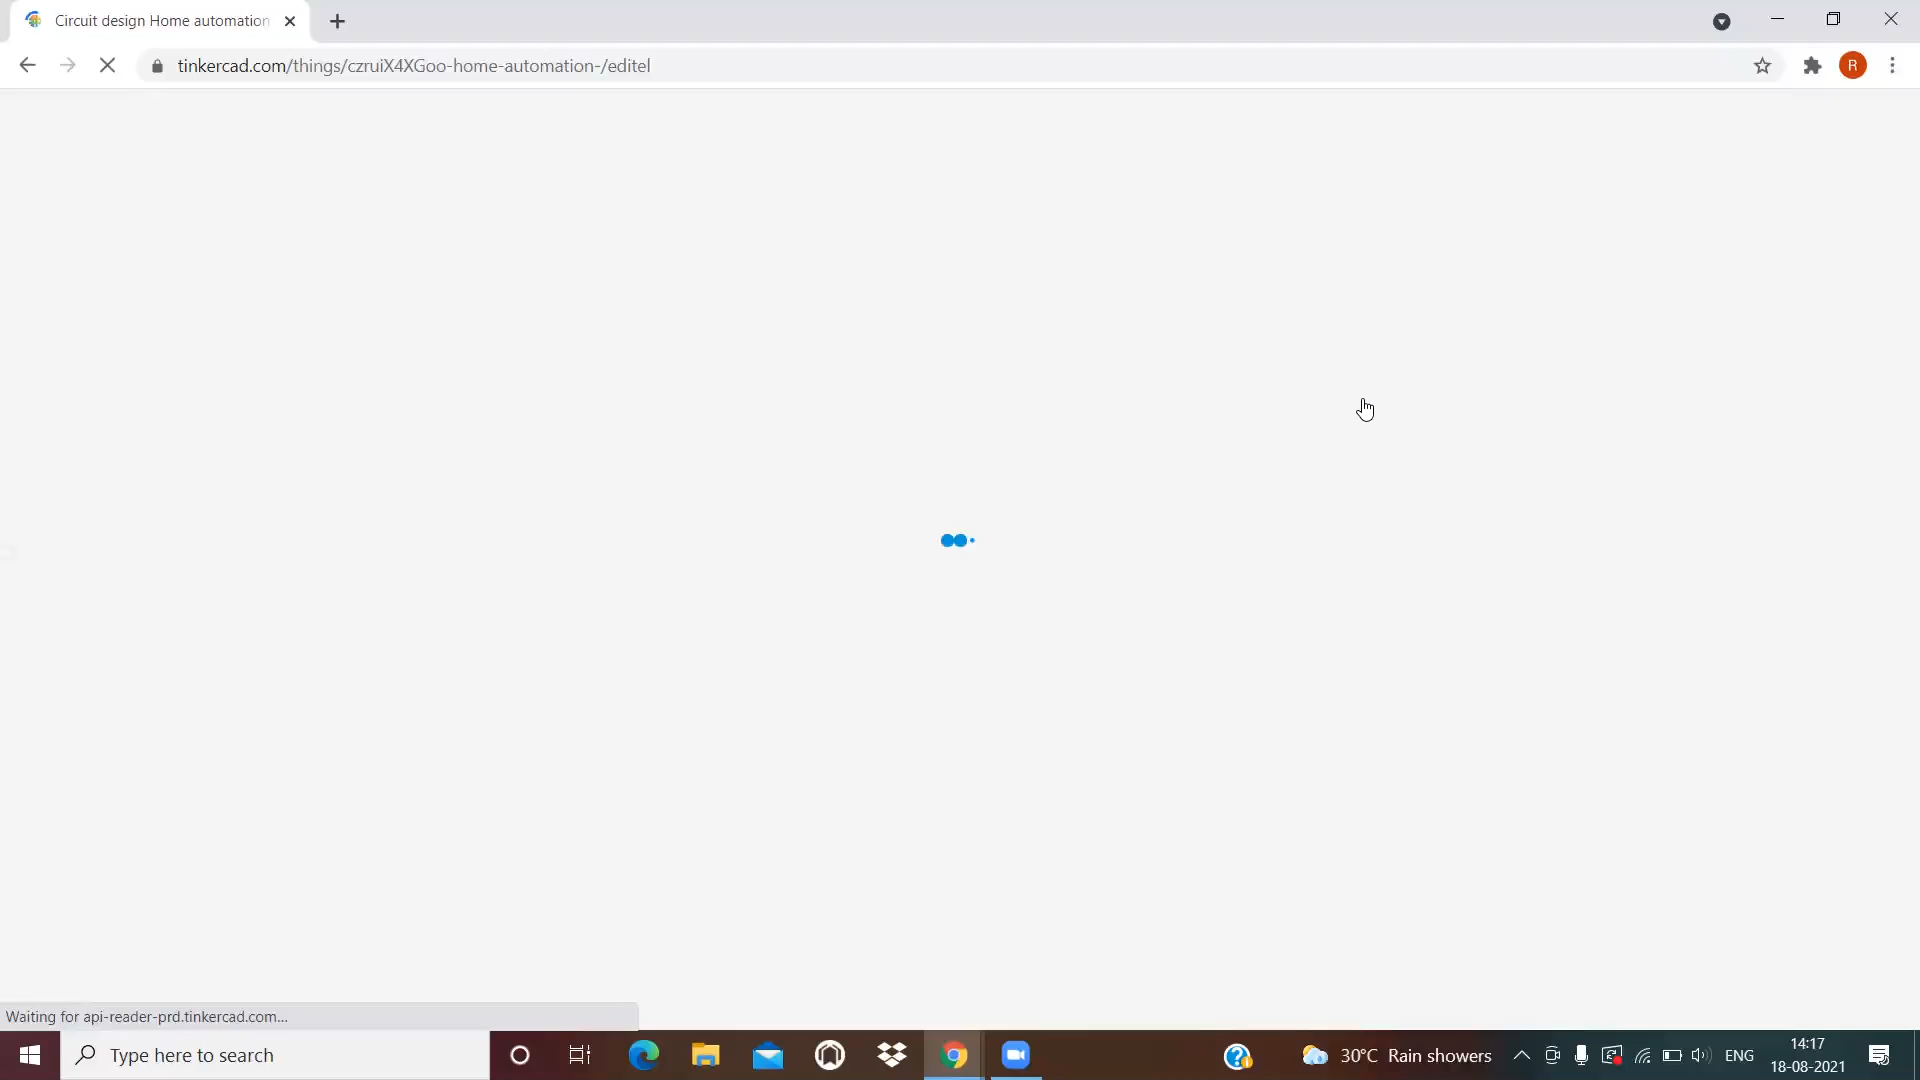 Circuit design Home automation
tinkercad.com/things/czruiX4XGoo-home-automation-/editel
R
Waiting for api-reader-prd.tinkercad.com...
Type here to search
30°C Rain showers
ENG
14:17
18-08-2021